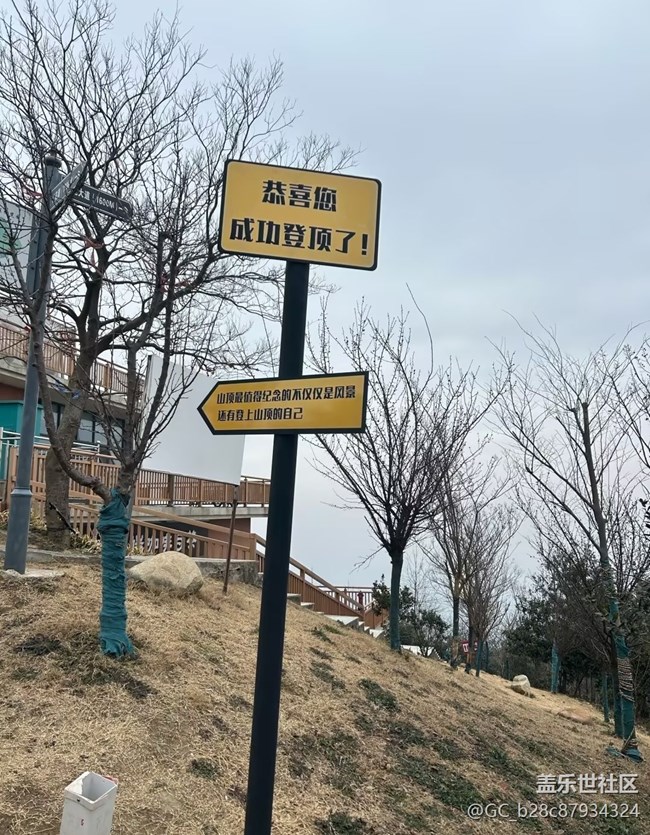 恭喜您
成功登顶了!
山顶最值得纪念的不仅仅是风景
还有登上山顶的自己
1600M
盖乐世社区
@GC_b28c87934324